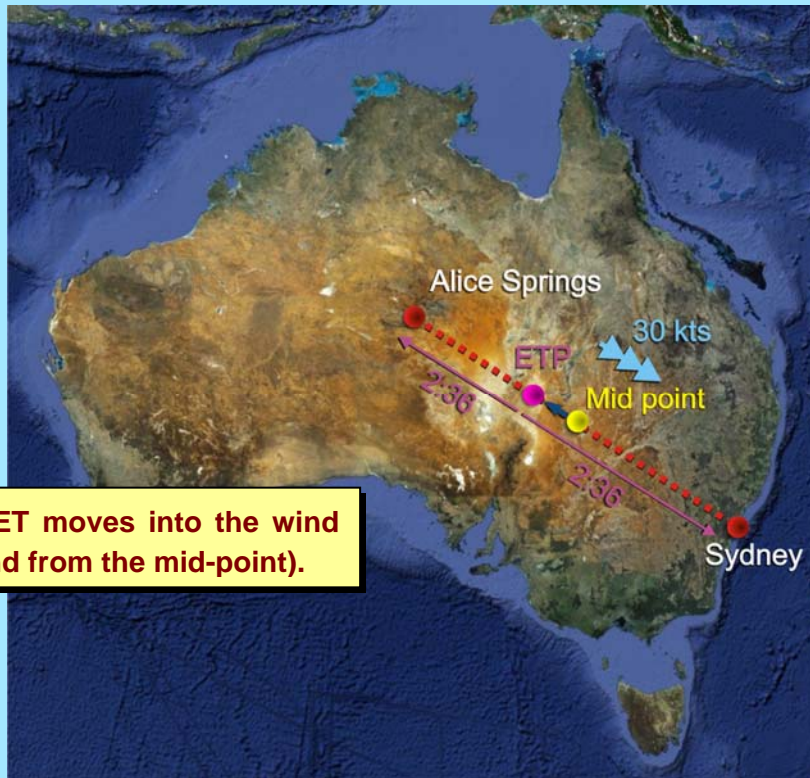 Alice Springs
30 kts
ETP
2:36
Mid point
2:36
ET moves into the wind
nd from the mid-point).
Sydney